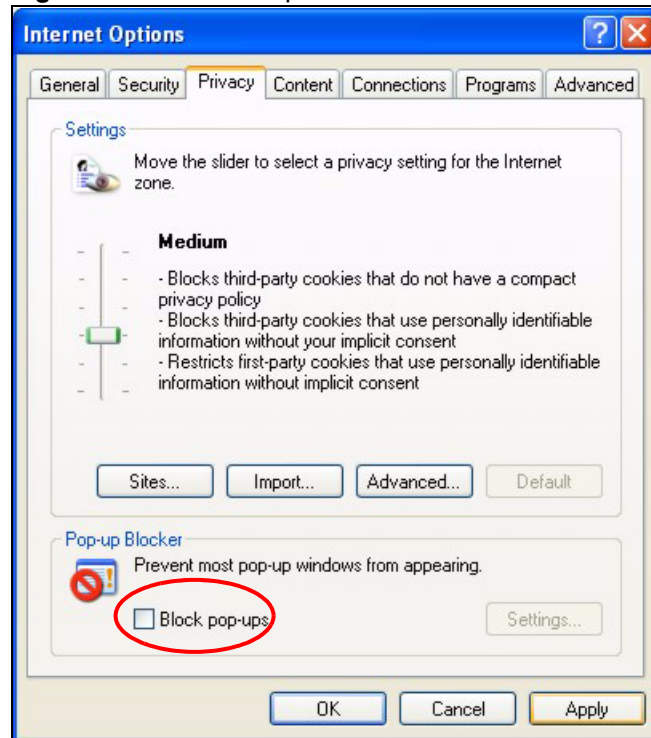 Internet Options
General Security Privacy Content Connections Programs Advanced
Settings
Move the slider to select a privacy setting for the Internet
zone.
Medium
- Blocks third-party cookies that do not have a compact
privacy policy
- Blocks third-party cookies that use personally identifiable
information without your implicit consent
- Restricts first-party cookies that use personally identifiable
information without implicit consent
Sites... Import... Advanced... Default
Pop-up Blocker
Prevent most pop-up windows from appearing.
Block pop-ups Settings...
OK Cancel Apply